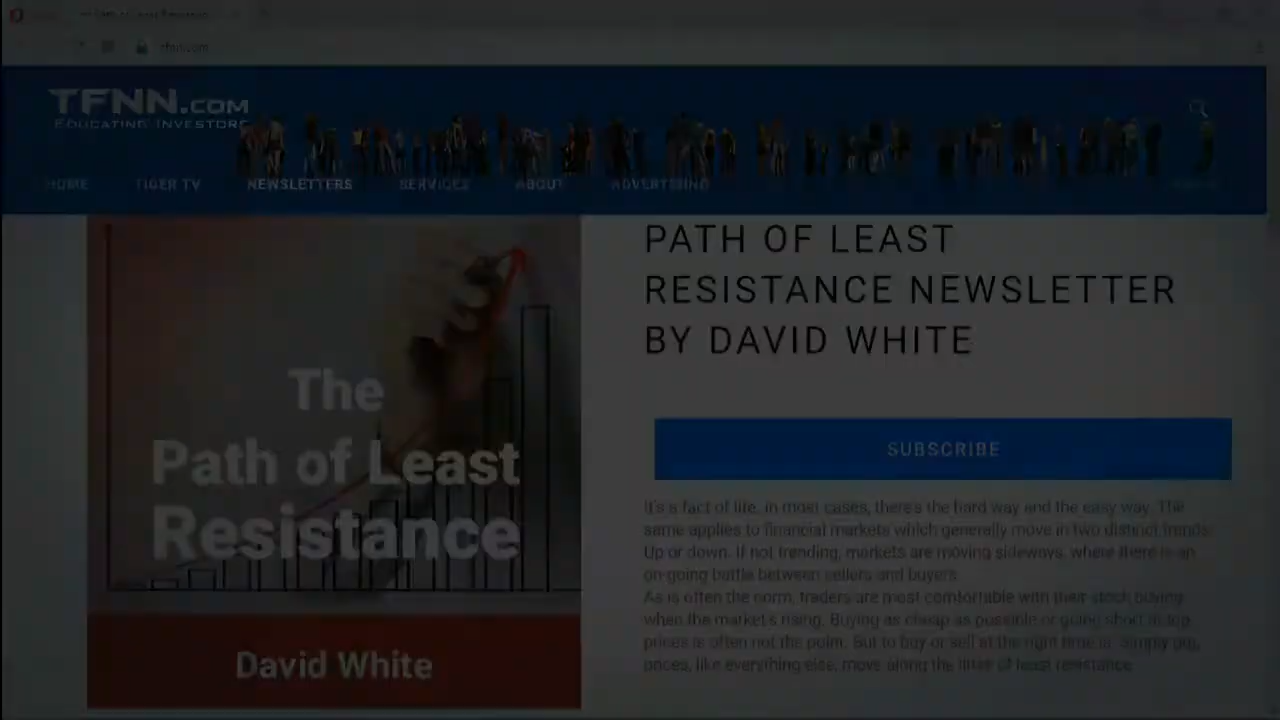 TFNN.COM
EDUCATING INVESTORS
HOME TIGER TV NEWSLETTERS SERVICES ABOUT ADVERTISING
PATH OF LEAST
RESISTANCE NEWSLETTER
BY DAVID WHITE
The
Path of Least
Resistance
David White
SUBSCRIBE
It's a fact of life, in most cases, there's the hard way and the easy way. The
same applies to financial markets which generally move in two distinct trends.
Up or down. If not trending, markets are moving sideways, where there is an
on-going battle between sellers and buyers.
As is often the norm, traders are most comfortable with their stock buying
when the market's rising. Buying as cheap as possible or going short at top
prices is often not the point. But to buy or sell at the right time is. Simply put,
prices, like everything else, move along the lines of least resistance.